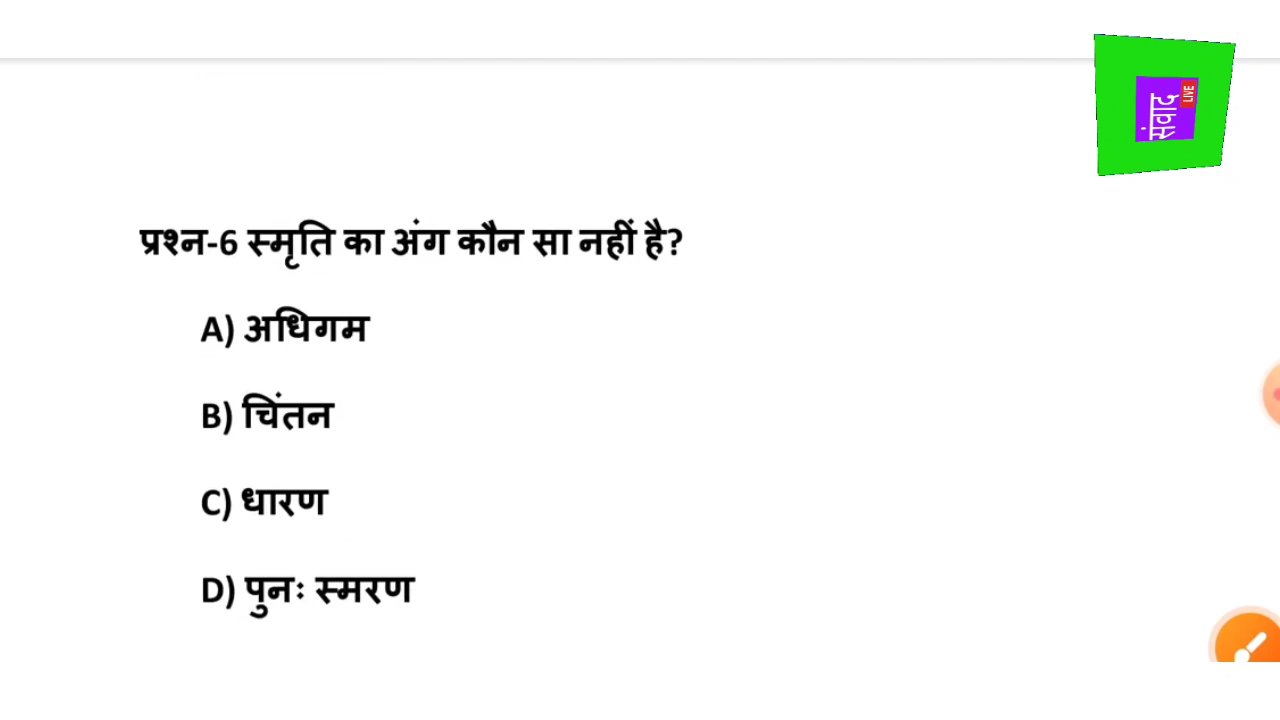 संवाद
LIVE
प्रश्न-6 स्मृति का अंग कौन सा नहीं है?
A) अधिगम
B) चिंतन
C) धारण
D) पुनः स्मरण